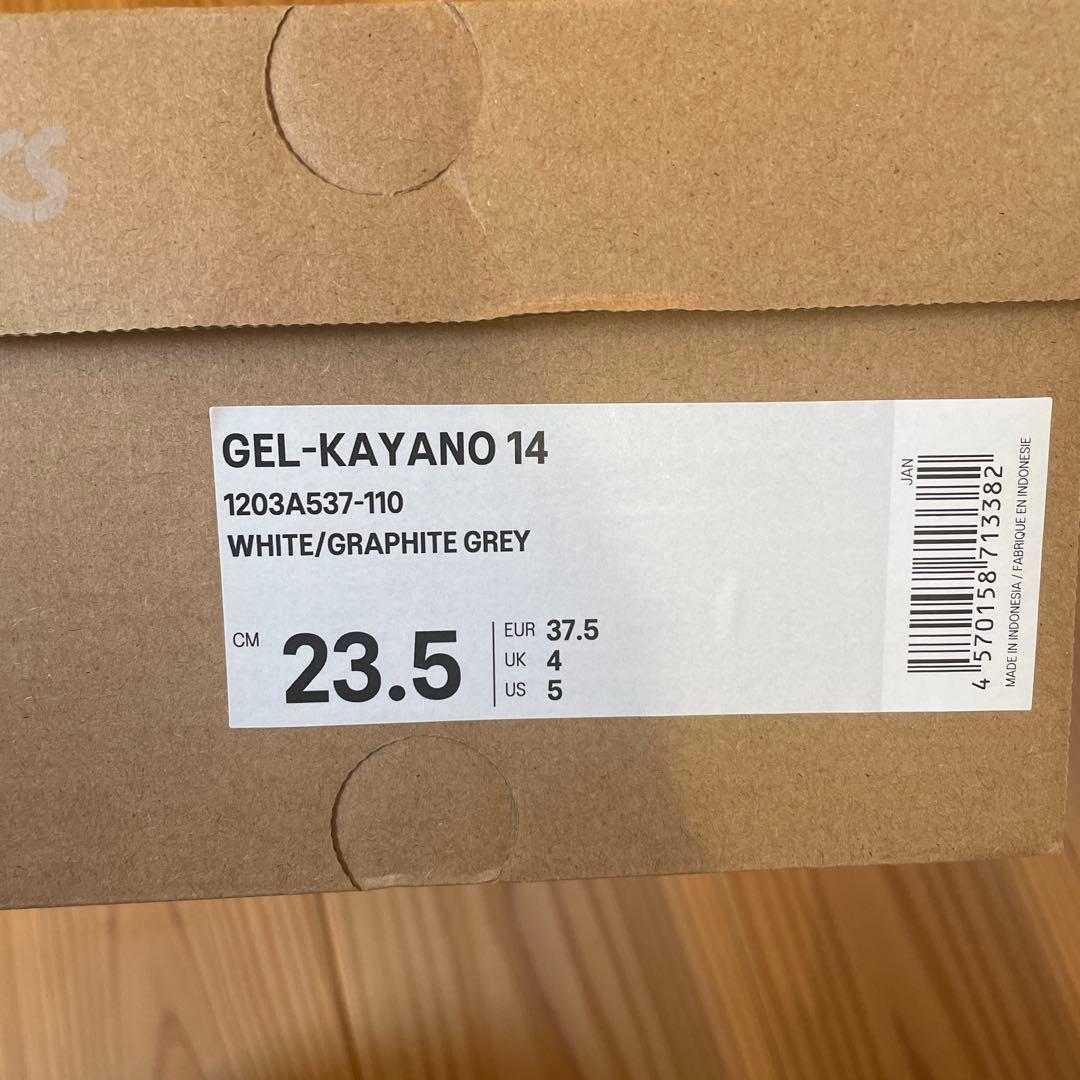 cs
GEL-KAYANO 14
1203A537-110
WHITE/GRAPHITE GREY
CM 23.5
EUR 37.5
UK 4
US 5
JAN
4 570158 713382
MADE IN INDONESIA / FABRIQUE EN INDONESIE